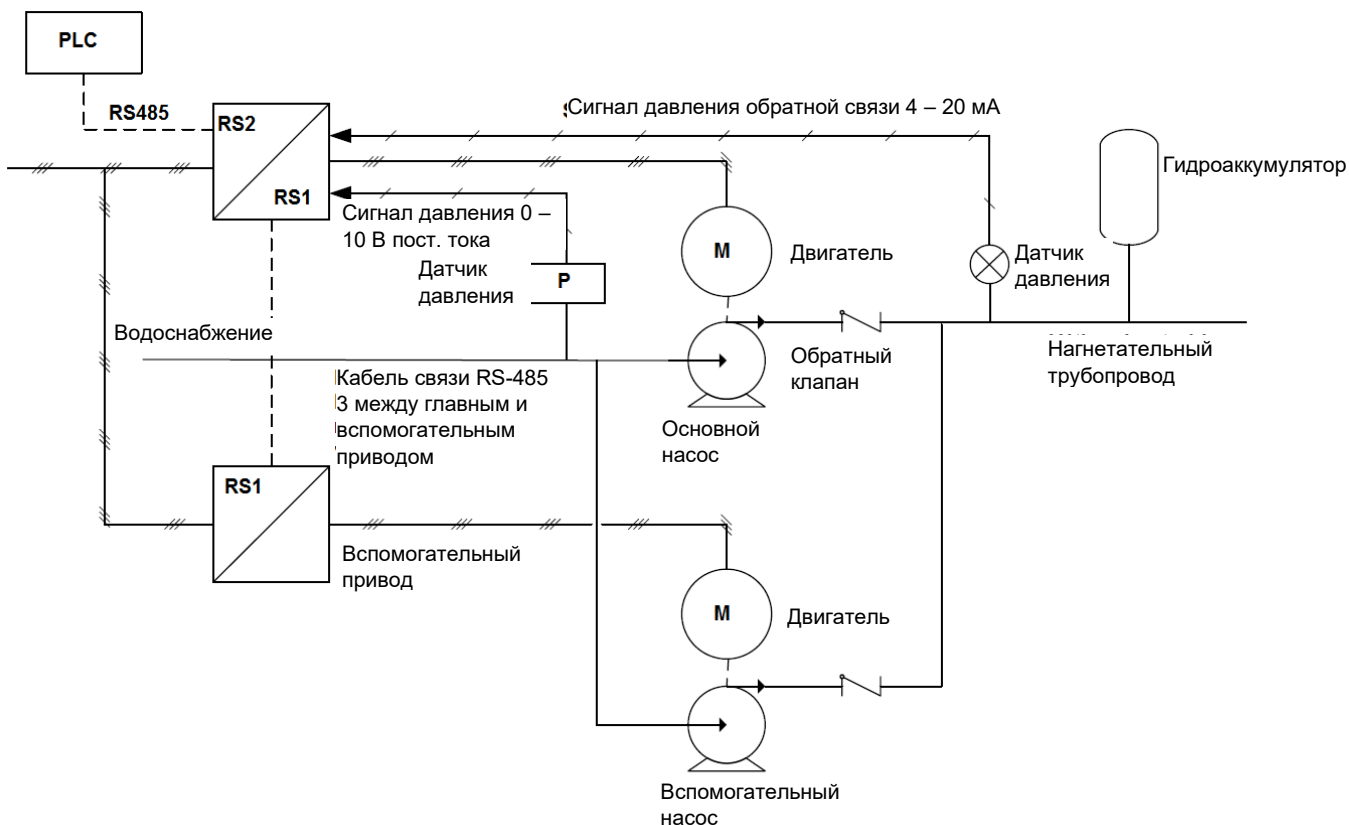 PLC
RS485
RS2
Сигнал давления обратной связи 4 – 20 мА
Гидроаккумулятор
RS1
Сигнал давления 0 –
10 В пост. тока
Датчик
давления
P
M
Двигатель
Датчик
давления
Водоснабжение
Обратный
клапан
Нагнетательный
трубопровод
Кабель связи RS-485
3 между главным и
вспомогательным
приводом
Основной
насос
RS1
Вспомогательный
привод
M
Двигатель
Вспомогательный
насос